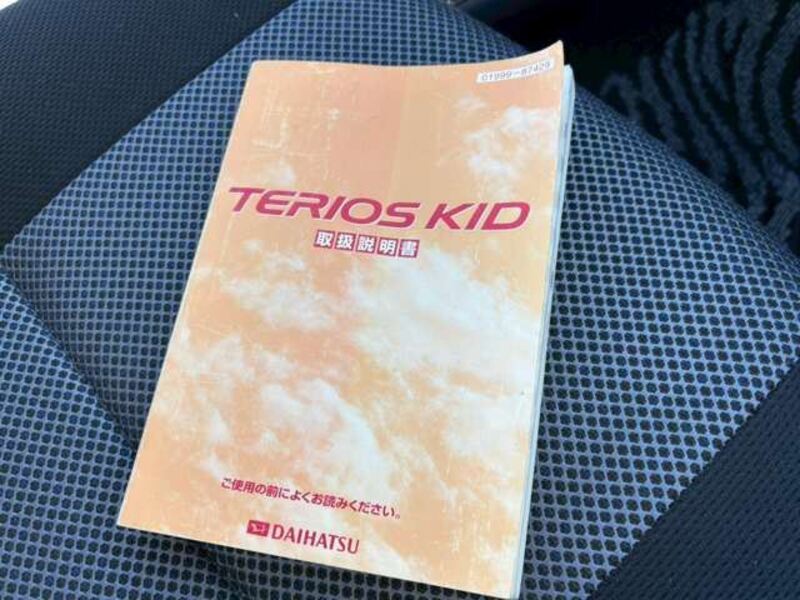 01999-87429
TERIOS KID
取扱説明書
ご使用の前によくお読みください。
DAIHATSU